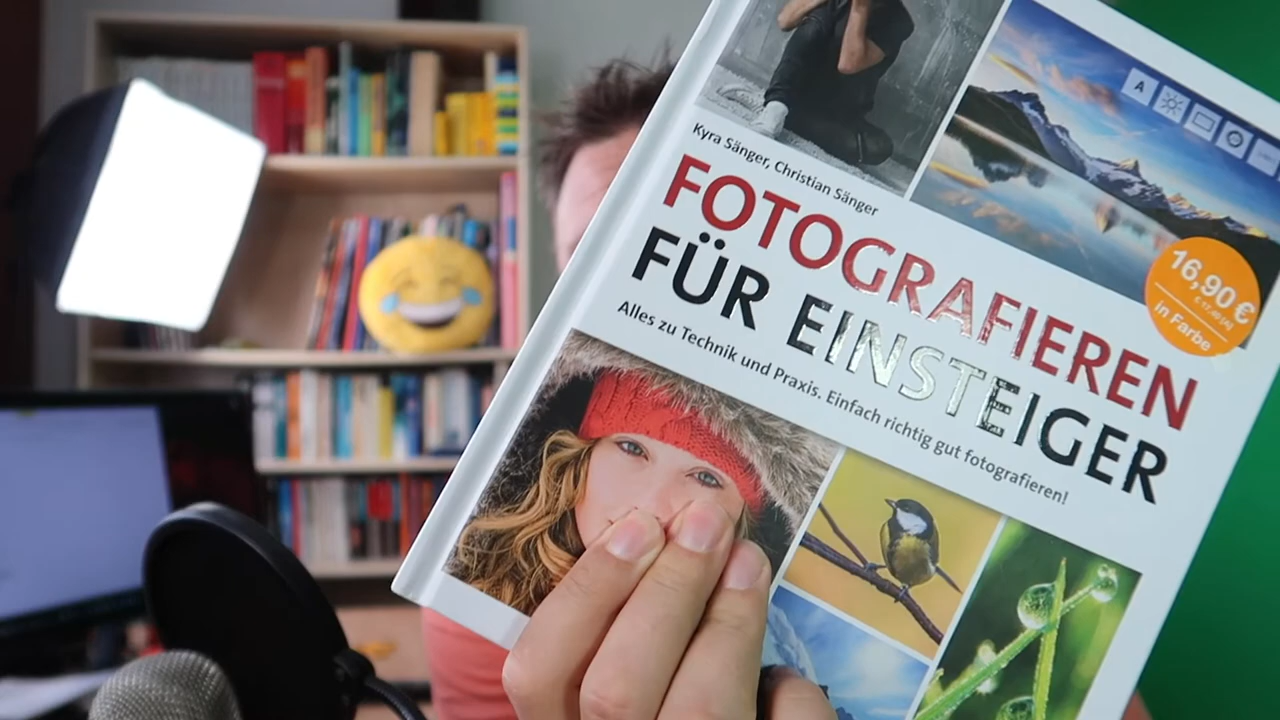 A
Kyra Sänger, Christian Sänger
FOTOGRAFIEREN
FÜR EINSTEIGER
Alles zu Technik und Praxis. Einfach richtig gut fotografieren!
16,90 €
in Farbe